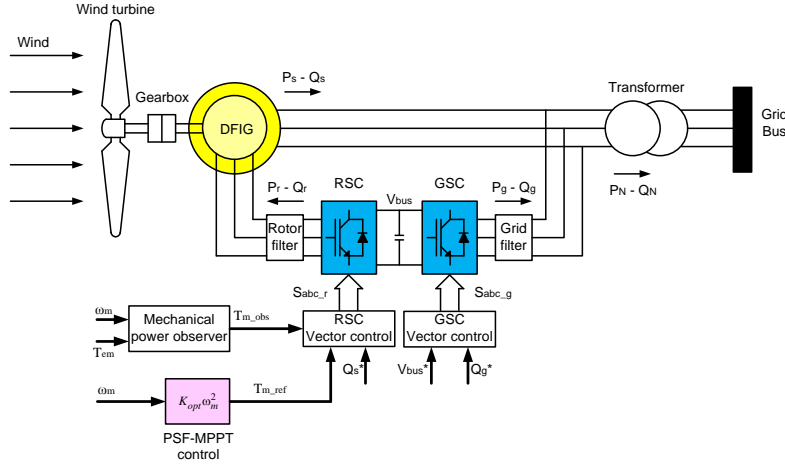 Wind turbine
Wind
Gearbox
DFIG
Ps - Qs
Transformer
Grid
Bus
PN - QN
RSC
GSC
Pr - Qr
Vbus
Pg - Qg
Rotor
filter
Grid
filter
Sabc_r
Sabc_g
ωm
Tem
Mechanical
power observer
Tm_obs
RSC
Vector control
GSC
Vector control
Qs*
Vbus*
Qg*
ωm
Kopt ωm²
Tm_ref
PSF-MPPT
control